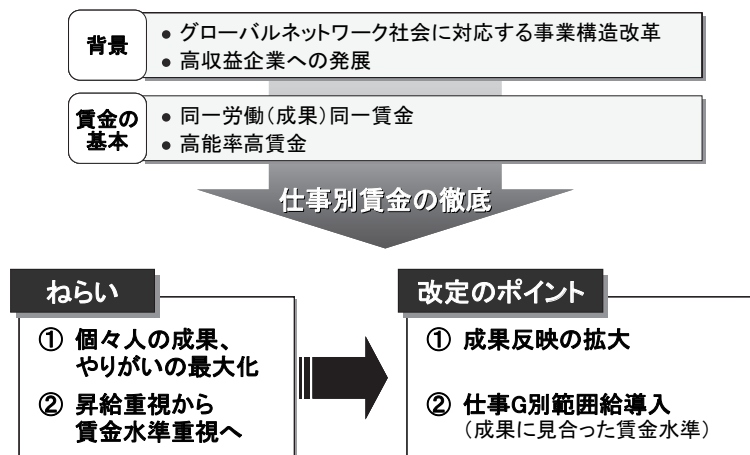 背景
● グローバルネットワーク社会に対応する事業構造改革
● 高収益企業への発展
賃金の
基本
● 同一労働(成果)同一賃金
● 高能率高賃金
仕事別賃金の徹底
ねらい
① 個々人の成果、
やりがいの最大化
② 昇給重視から
賃金水準重視へ
改定のポイント
① 成果反映の拡大
② 仕事G別範囲給導入
（成果に見合った賃金水準）